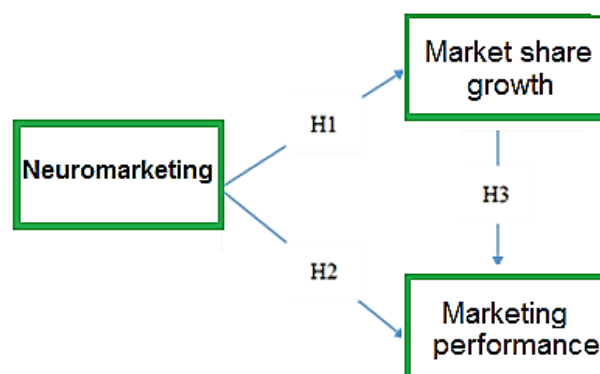 Market share
growth
H1
Neuromarketing
H3
H2
Marketing
performance